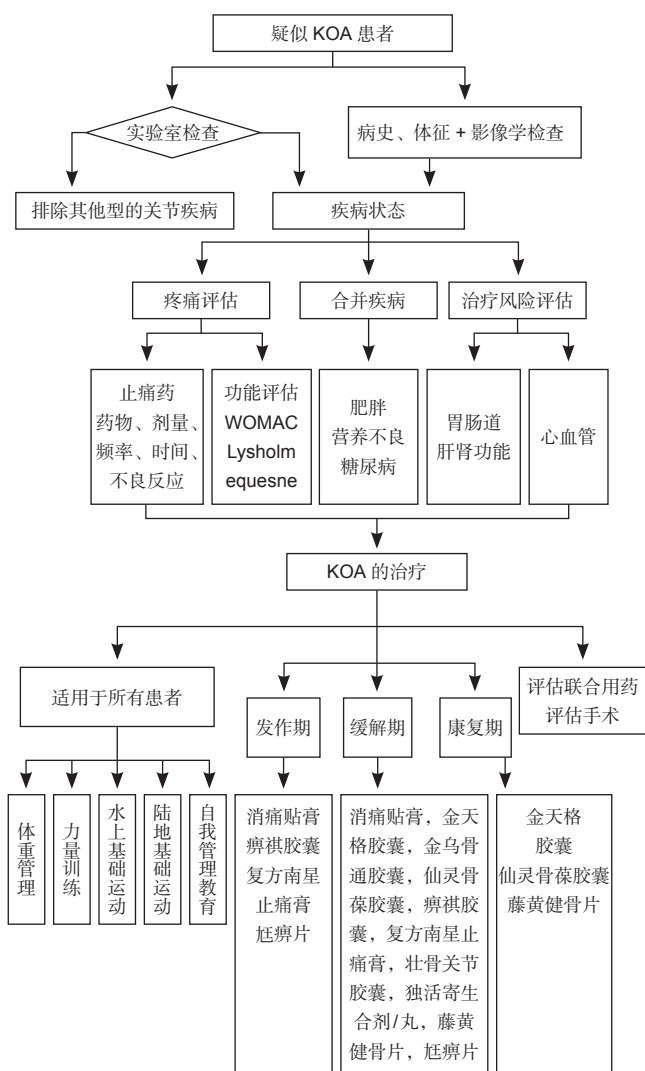 疑似 KOA 患者
实验室检查
病史、体征 + 影像学检查
排除其他型的关节疾病
疾病状态
疼痛评估
合并疾病
治疗风险评估
止痛药
药物、剂量、
频率、时间、
不良反应
功能评估
WOMAC
Lysholm
equesne
肥胖
营养不良
糖尿病
胃肠道
肝肾功能
心血管
KOA 的治疗
适用于所有患者
发作期
缓解期
康复期
评估联合用药
评估手术
体重管理
力量训练
水上基础运动
陆地基础运动
自我管理教育
消痛贴膏
痹祺胶囊
复方南星
止痛膏
尪痹片
消痛贴膏，金天
格胶囊，金乌骨
通胶囊，仙灵骨
葆胶囊，痹祺胶
囊，复方南星止
痛膏，壮骨关节
胶囊，独活寄生
合剂/丸，藤黄
健骨片，尪痹片
金天格
胶囊
仙灵骨葆胶囊
藤黄健骨片